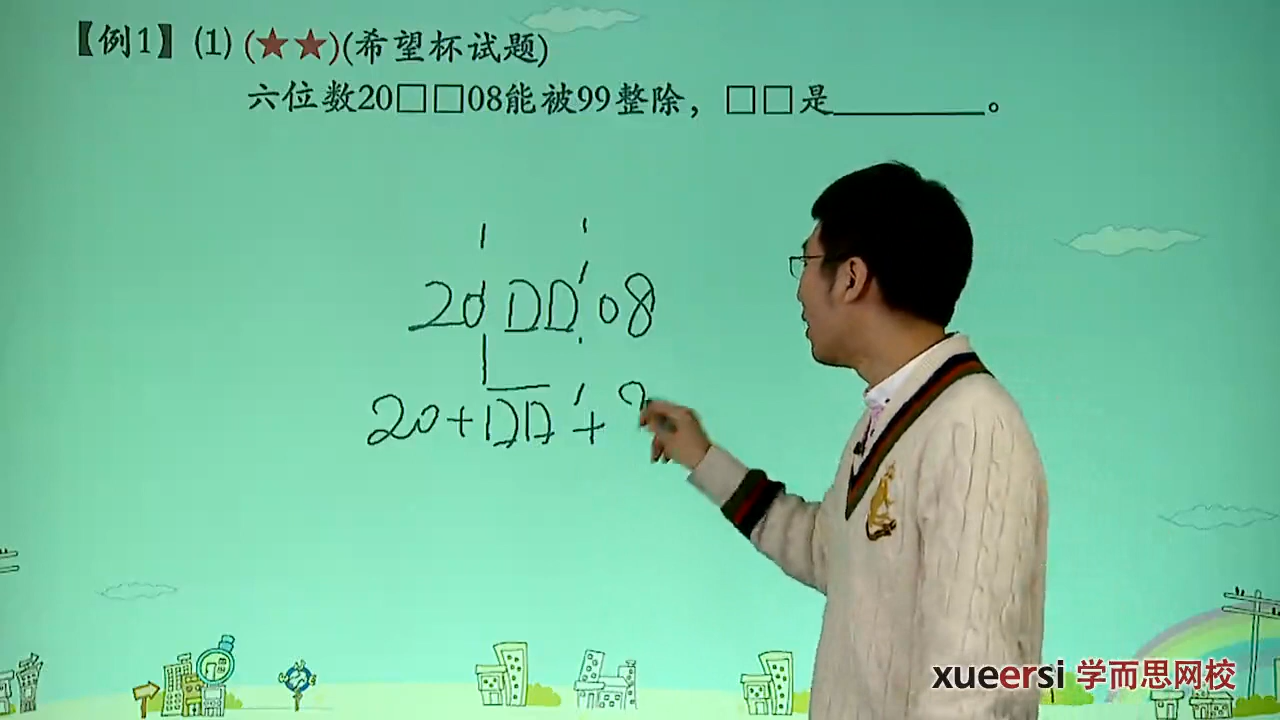 【例1】(1)(★★)(希望杯试题)
六位数20□□08能被99整除，□□是________。
20□□08
20+□□+
xueersi 学而思网校